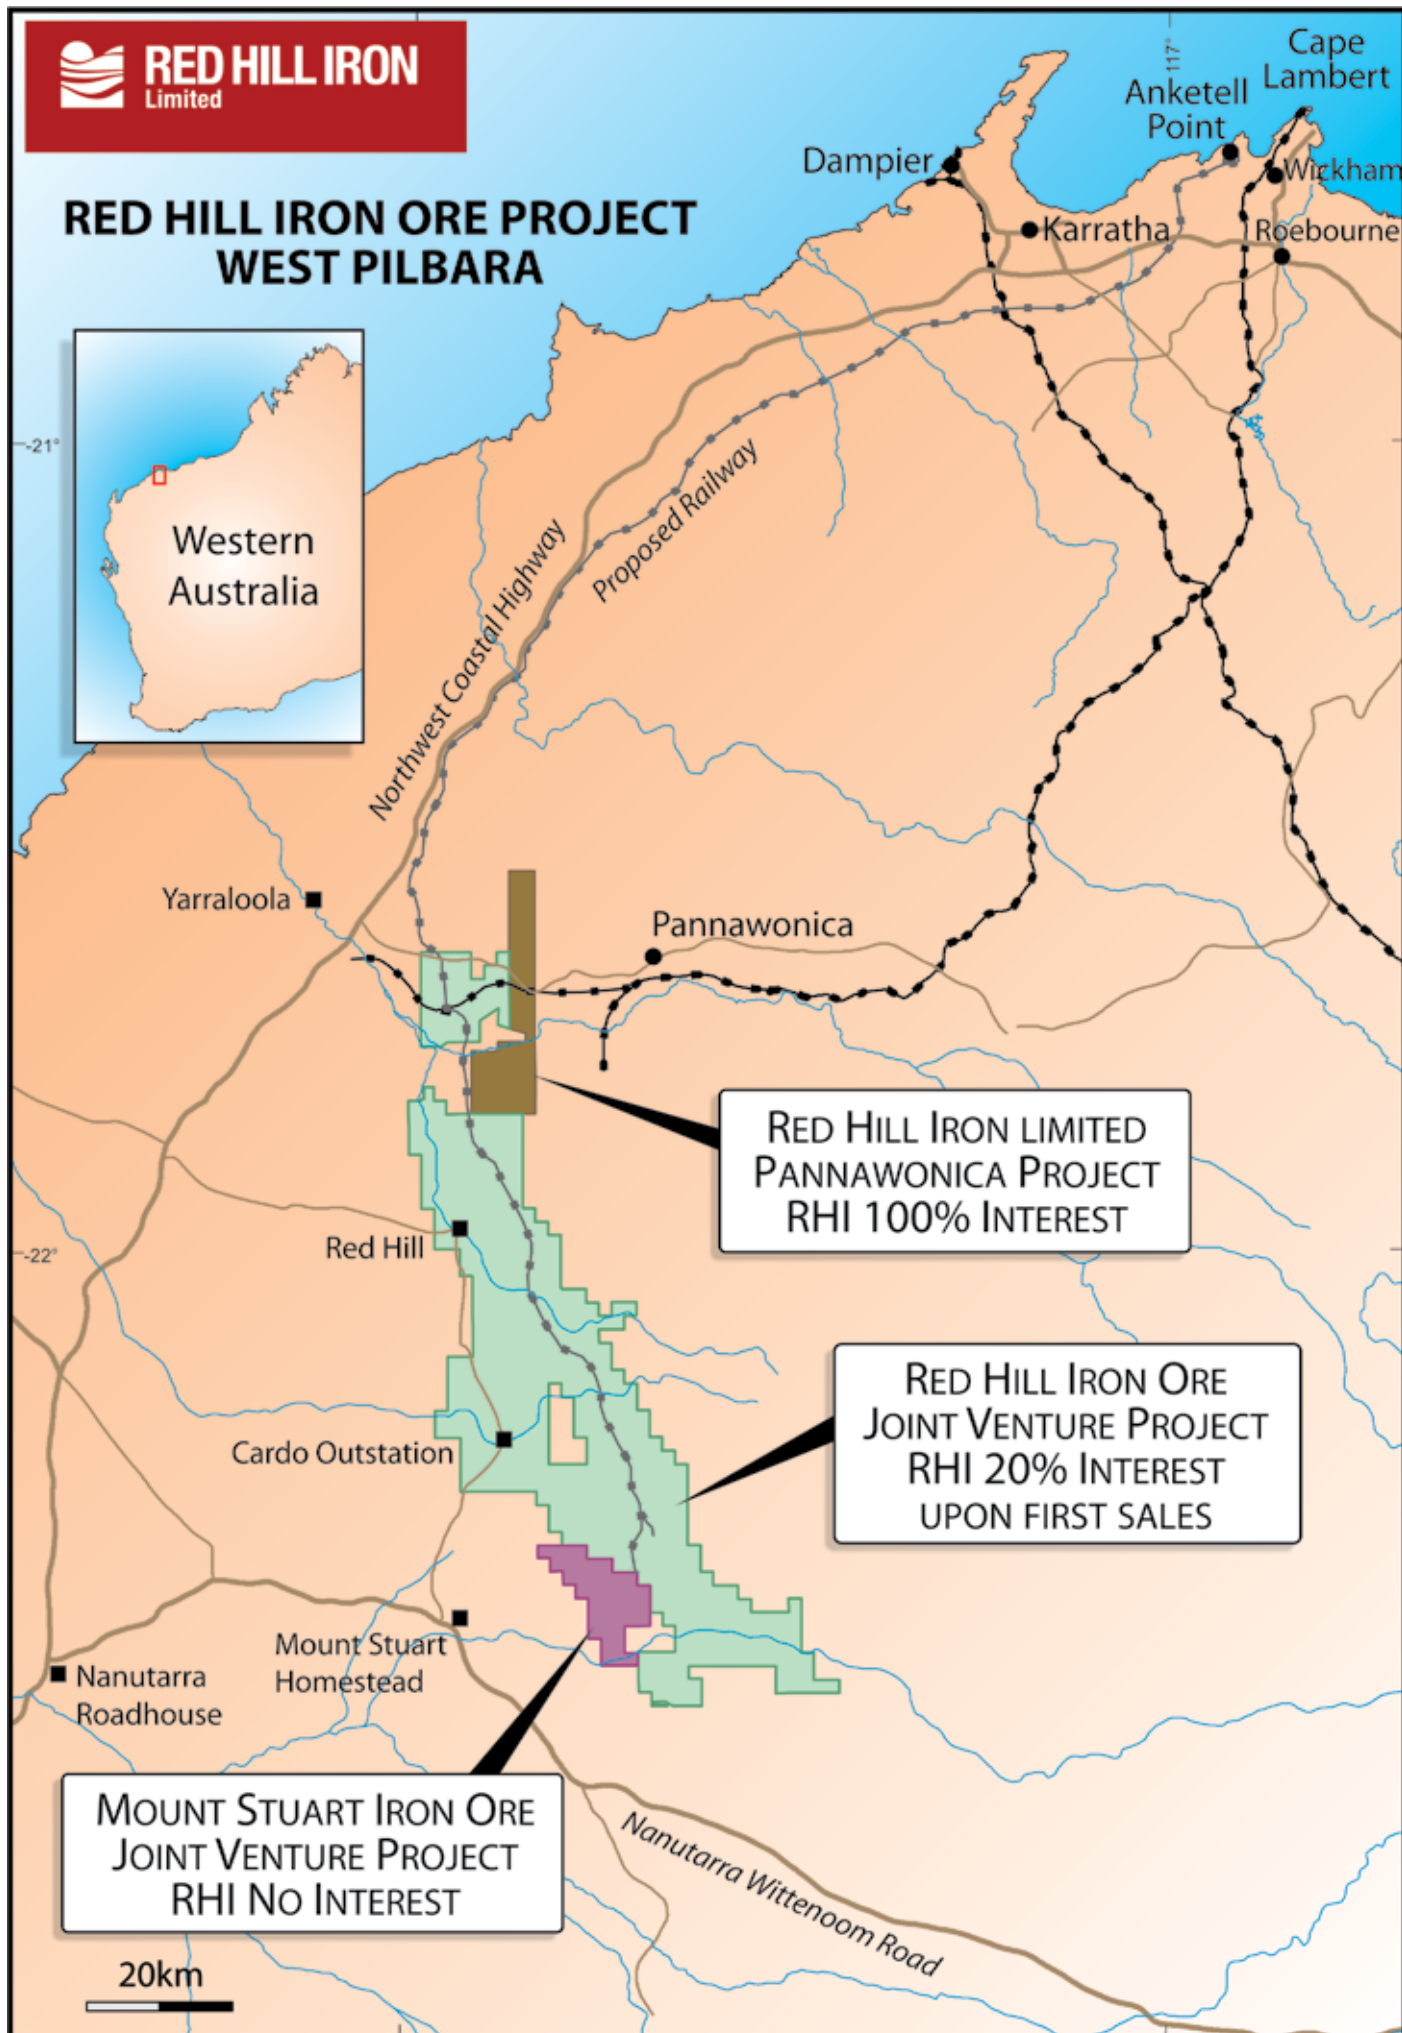 RED HILL IRON
Limited
RED HILL IRON ORE PROJECT
WEST PILBARA
117°
Cape
Lambert
Anketell
Point
Dampier
Wickham
Karratha
Roebourne
-21°
Western
Australia
Northwest Coastal Highway
Proposed Railway
Yarraloola
Pannawonica
RED HILL IRON LIMITED
PANNAWONICA PROJECT
RHI 100% INTEREST
Red Hill
-22°
RED HILL IRON ORE
JOINT VENTURE PROJECT
RHI 20% INTEREST
UPON FIRST SALES
Cardo Outstation
Mount Stuart
Homestead
Nanutarra
Roadhouse
MOUNT STUART IRON ORE
JOINT VENTURE PROJECT
RHI NO INTEREST
Nanutarra Wittenoom Road
20km